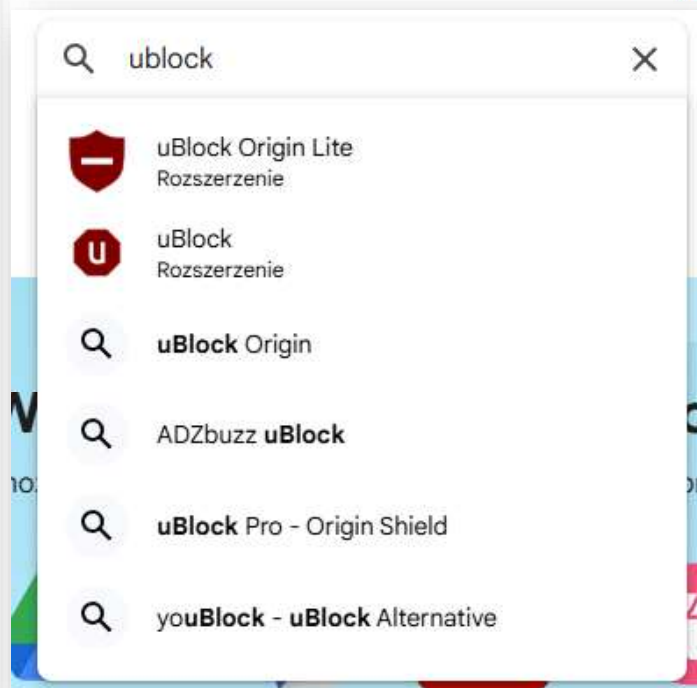 ublock
uBlock Origin Lite
Rozszerzenie
U
uBlock
Rozszerzenie
uBlock Origin
ADZbuzz uBlock
uBlock Pro - Origin Shield
youBlock - uBlock Alternative